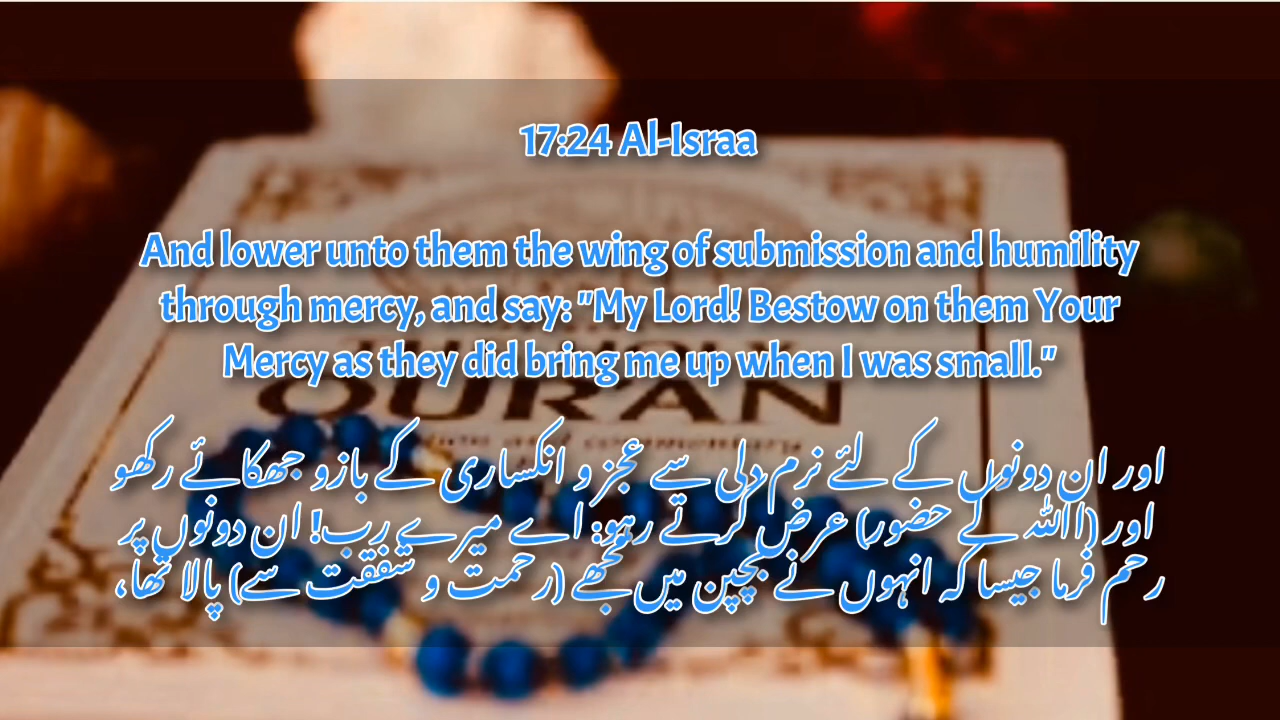 17:24 Al-Israa
And lower unto them the wing of submission and humility
through mercy, and say: "My Lord! Bestow on them Your
Mercy as they did bring me up when I was small."
QURAN
اور ان دونوں کے لئے نرم دلی سے عجز و انکساری کے بازو جھکائے رکھو
اور (اﷲ کے حضور) عرض کرتے رہو: اے میرے رب! ان دونوں پر
رحم فرما جیسا کہ انہوں نے بچپن میں مجھے (رحمت و شفقت سے) پالا تھا،